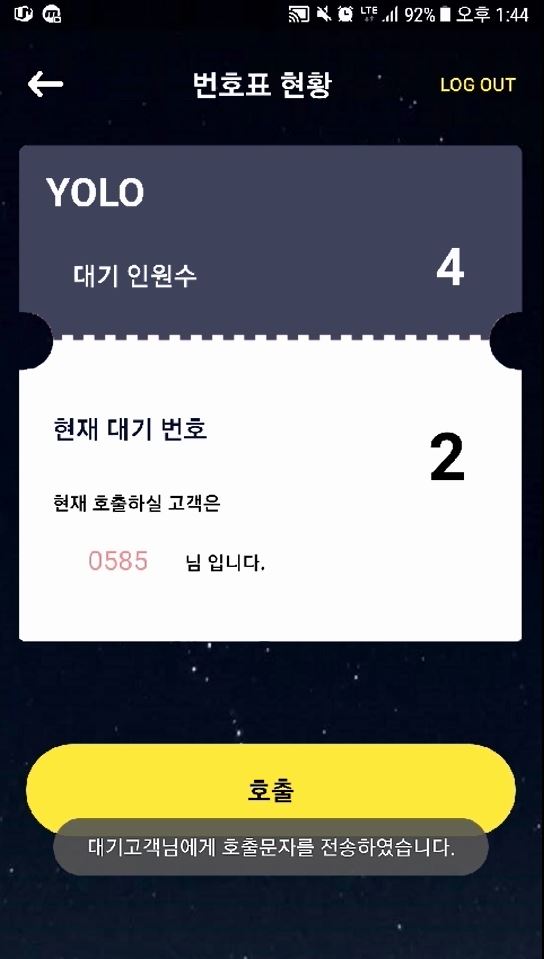 LTE 92% 오후 1:44
번호표 현황 LOG OUT
YOLO
대기 인원수 4
현재 대기 번호 2
현재 호출하실 고객은
0585 님 입니다.
호출
대기고객님에게 호출문자를 전송하였습니다.